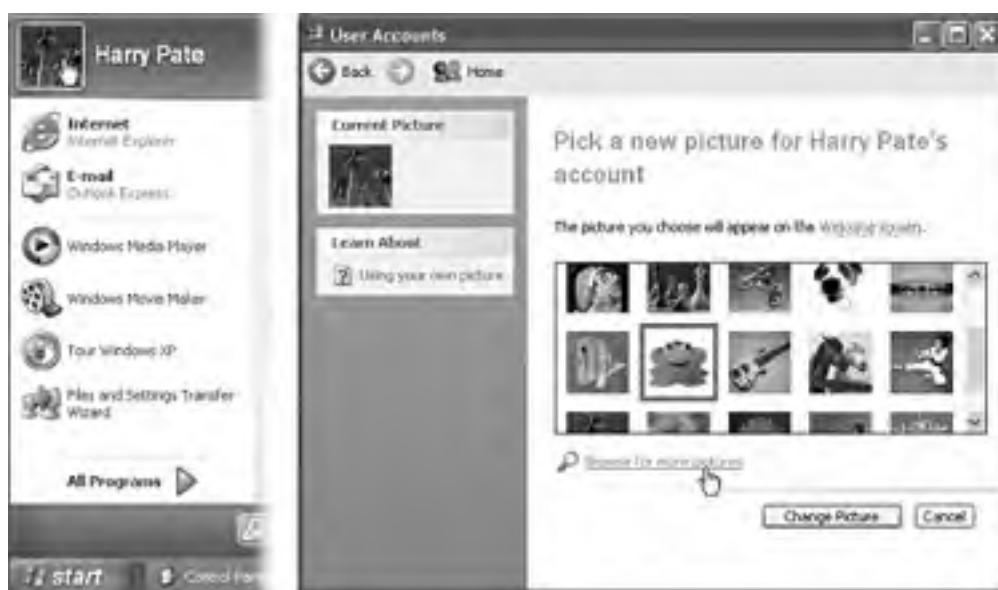 Harry Pate
Internet
Internet Explorer
E-mail
Outlook Express
Windows Media Player
Windows Movie Maker
Tour Windows XP
Files and Settings Transfer
Wizard
All Programs
start
Control
User Accounts
Back
Home
Current Picture
Learn About
Using your own picture
Pick a new picture for Harry Pate's
account
The picture you choose will appear on the Welcome screen.
Browse for more pictures
Change Picture
Cancel